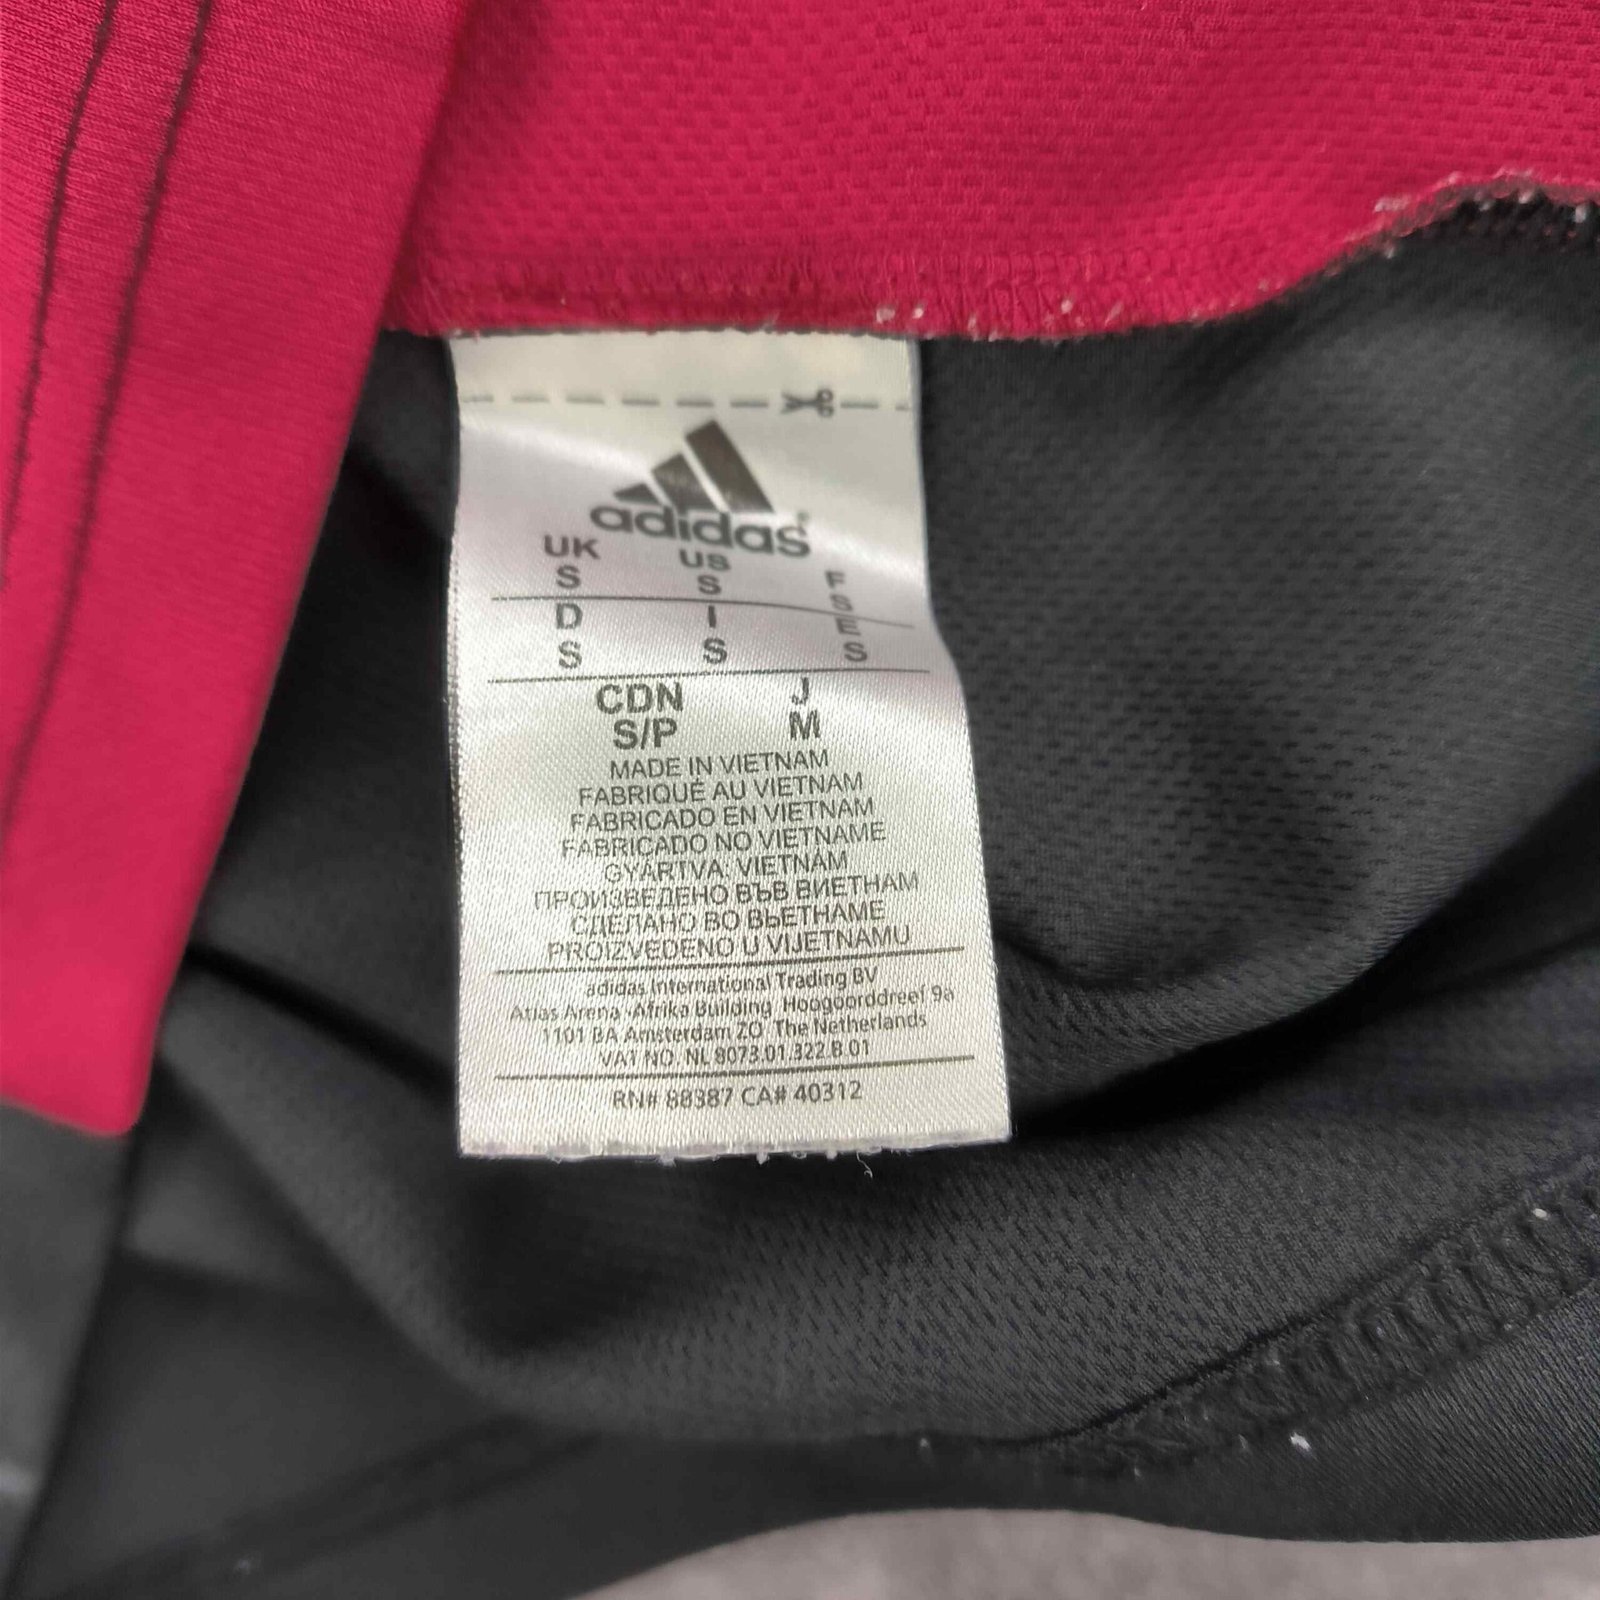 adidas
UK US F
S S S
D I E
S S S
CDN J
S/P M
MADE IN VIETNAM
FABRIQUÉ AU VIETNAM
FABRICADO EN VIETNAM
FABRICADO NO VIETNAME
GYÁRTVA: VIETNÁM
ПРОИЗВЕДЕНО ВЪВ ВИЕТНАМ
СДЕЛАНО ВО ВЬЕТНАМЕ
PROIZVEDENO U VIJETNAMU
adidas International Trading BV
Atlas Arena -Afrika Building Hoogoorddreef 9a
1101 BA Amsterdam ZO The Netherlands
VAT NO. NL 8073.01.322.B.01
RN# 88387 CA# 40312